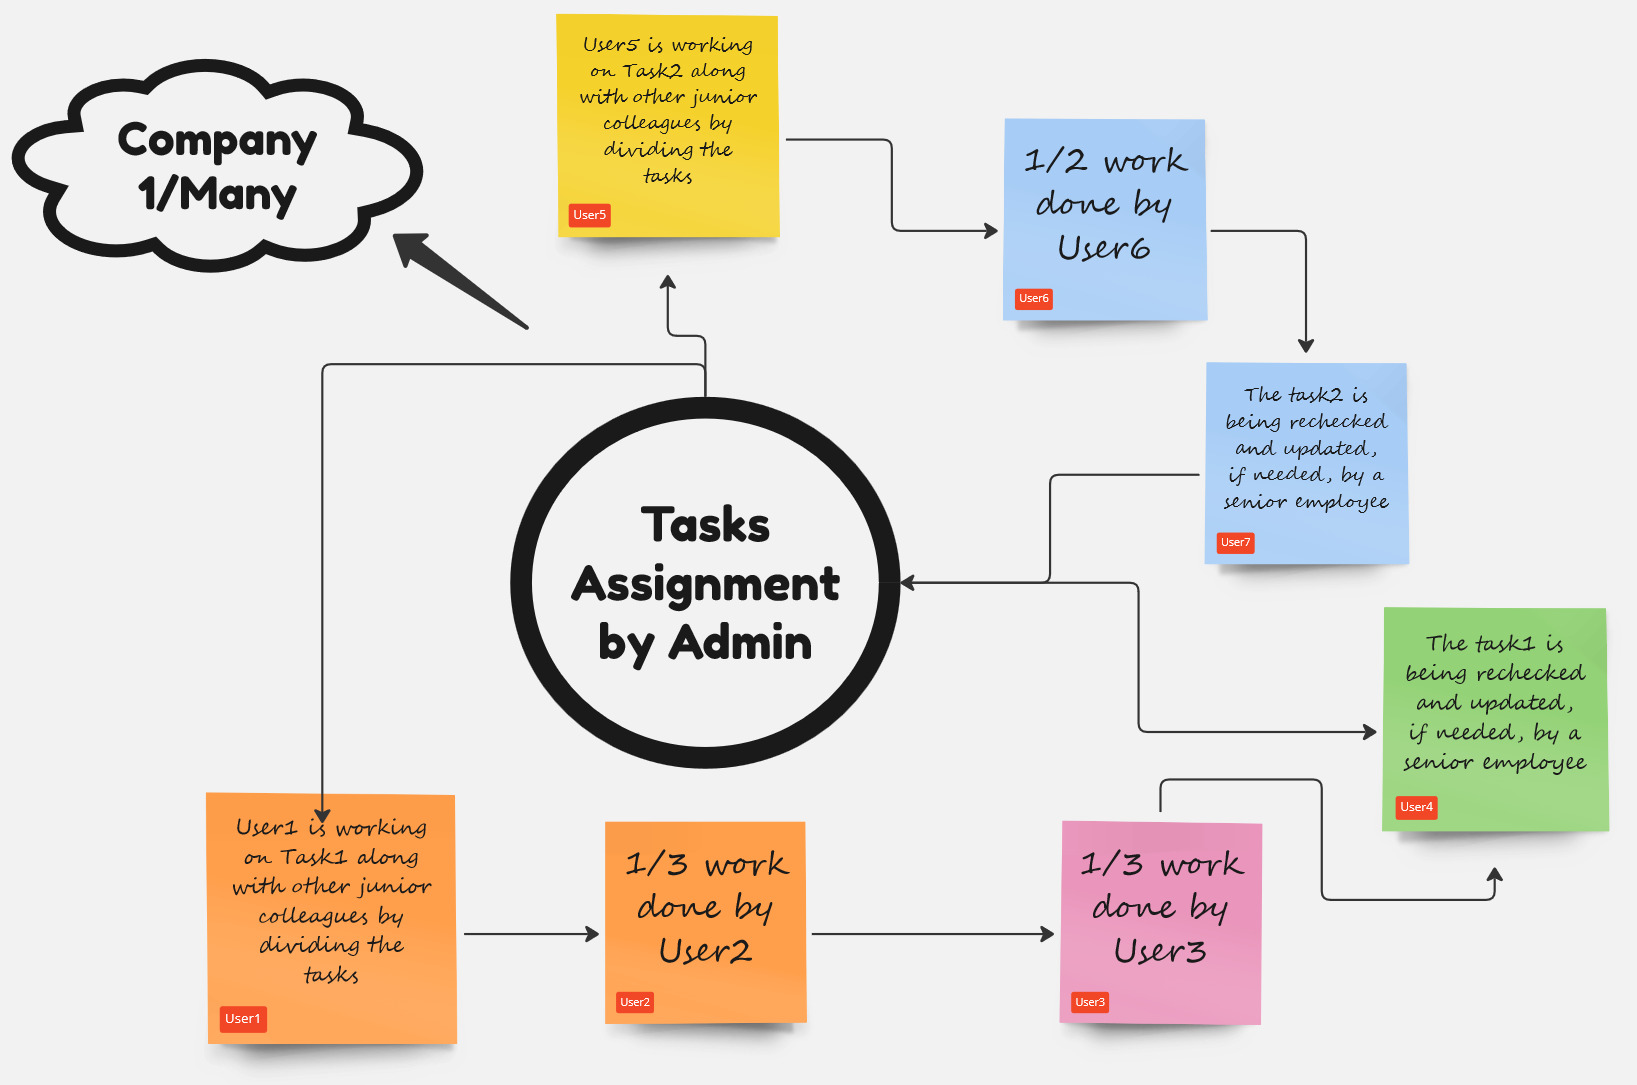 Company
1/Many
User5 is working
on Task2 along
with other junior
colleagues by
dividing the
tasks
User5
1/2 work
done by
User6
User6
The task2 is
being rechecked
and updated,
if needed, by a
senior employee
User7
Tasks
Assignment
by Admin
The task1 is
being rechecked
and updated,
if needed, by a
senior employee
User4
User1 is working
on Task1 along
with other junior
colleagues by
dividing the
tasks
User1
1/3 work
done by
User2
User2
1/3 work
done by
User3
User3